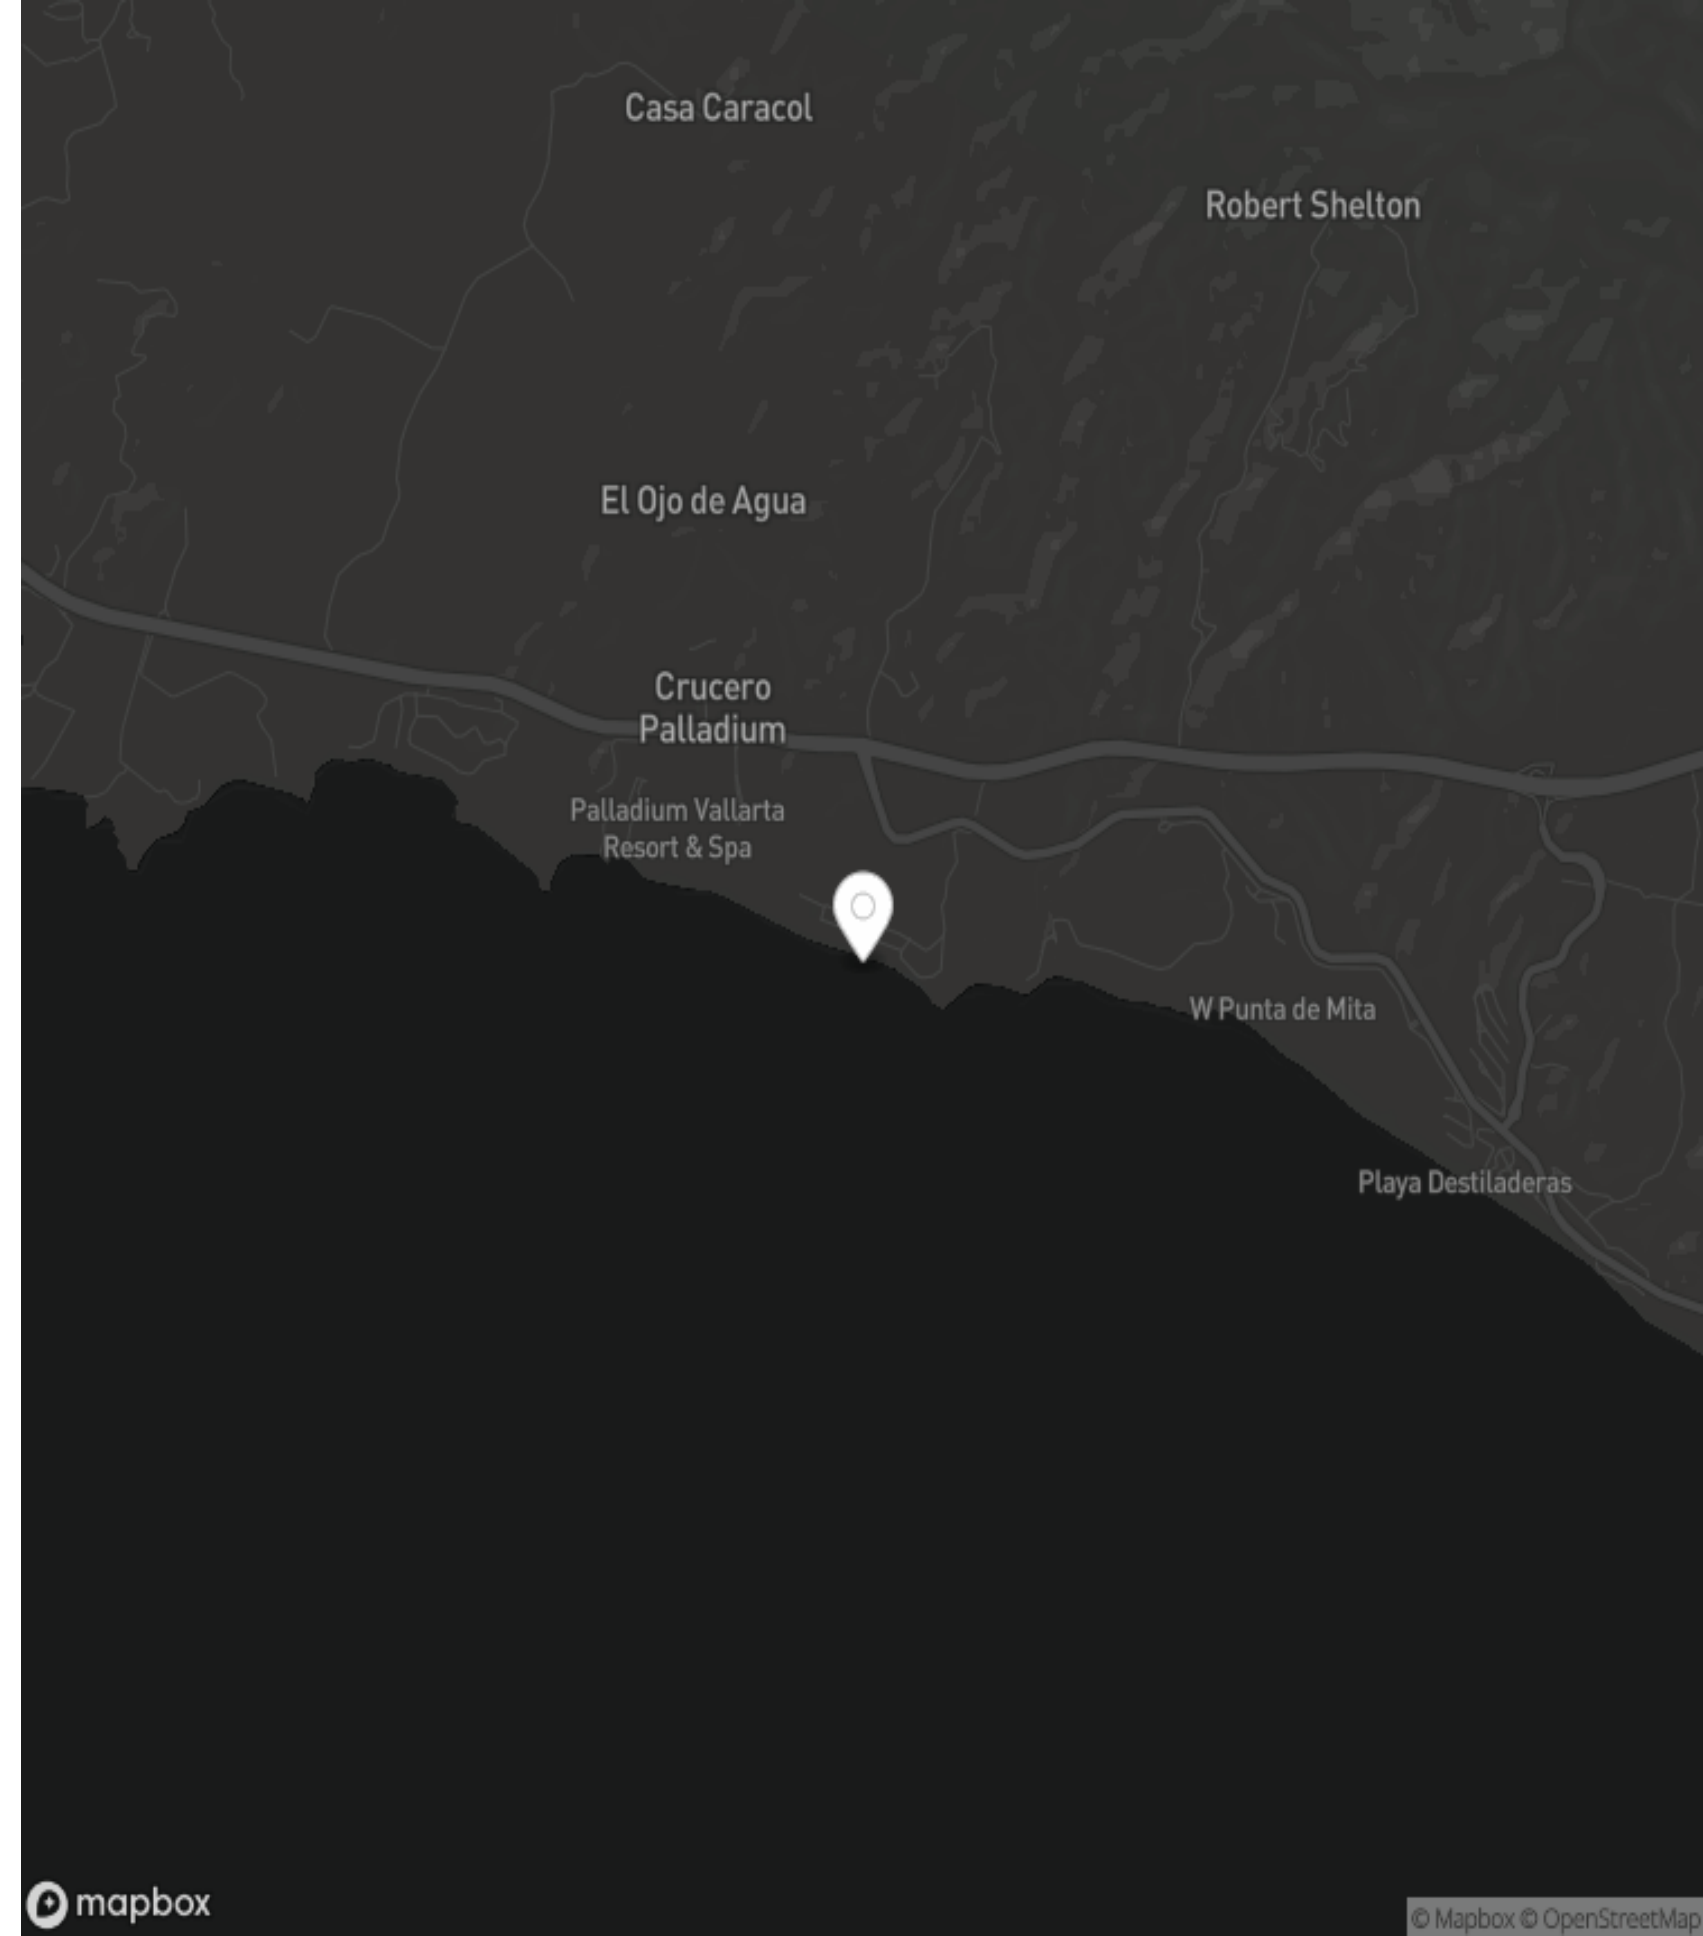 Casa Caracol
Robert Shelton
El Ojo de Agua
Crucero
Palladium
Palladium Vallarta
Resort & Spa
W Punta de Mita
Playa Destiladeras
mapbox
© Mapbox © OpenStreetMap